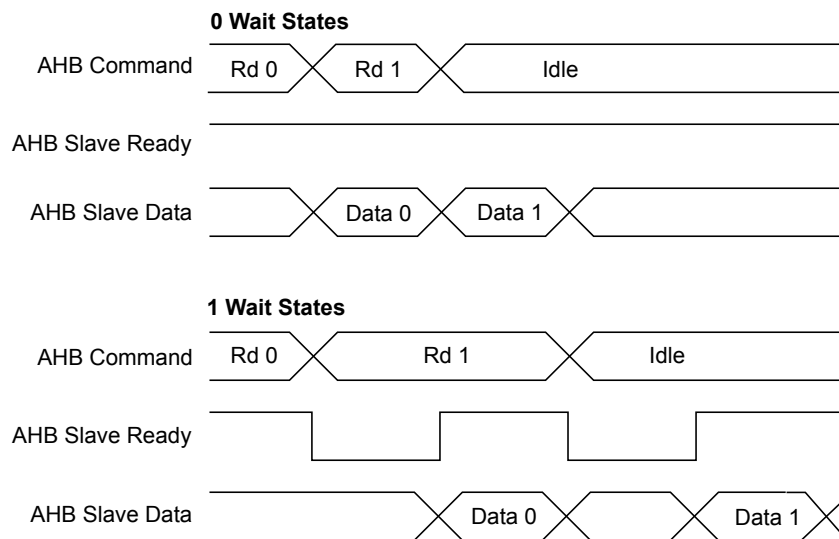 0 Wait States
AHB Command Rd 0 Rd 1 Idle
AHB Slave Ready
AHB Slave Data Data 0 Data 1
1 Wait States
AHB Command Rd 0 Rd 1 Idle
AHB Slave Ready
AHB Slave Data Data 0 Data 1